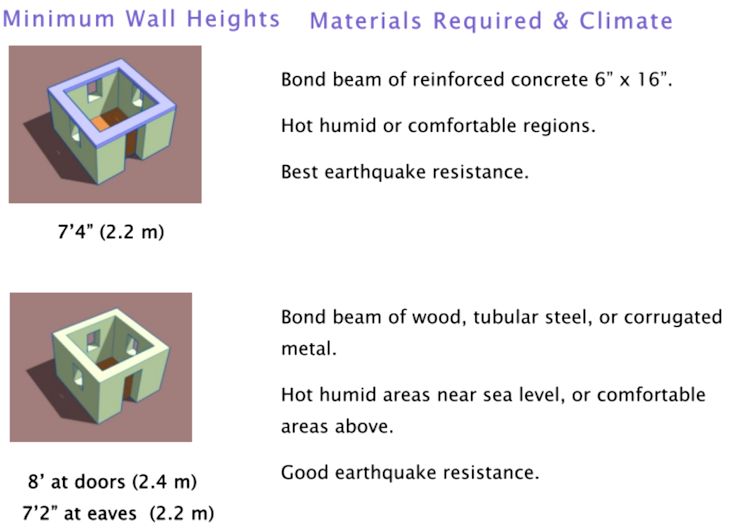 Minimum Wall Heights
Materials Required & Climate
Bond beam of reinforced concrete 6” x 16”.
Hot humid or comfortable regions.
Best earthquake resistance.
7’4” (2.2 m)
Bond beam of wood, tubular steel, or corrugated
metal.
Hot humid areas near sea level, or comfortable
areas above.
Good earthquake resistance.
8’ at doors (2.4 m)
7’2” at eaves (2.2 m)